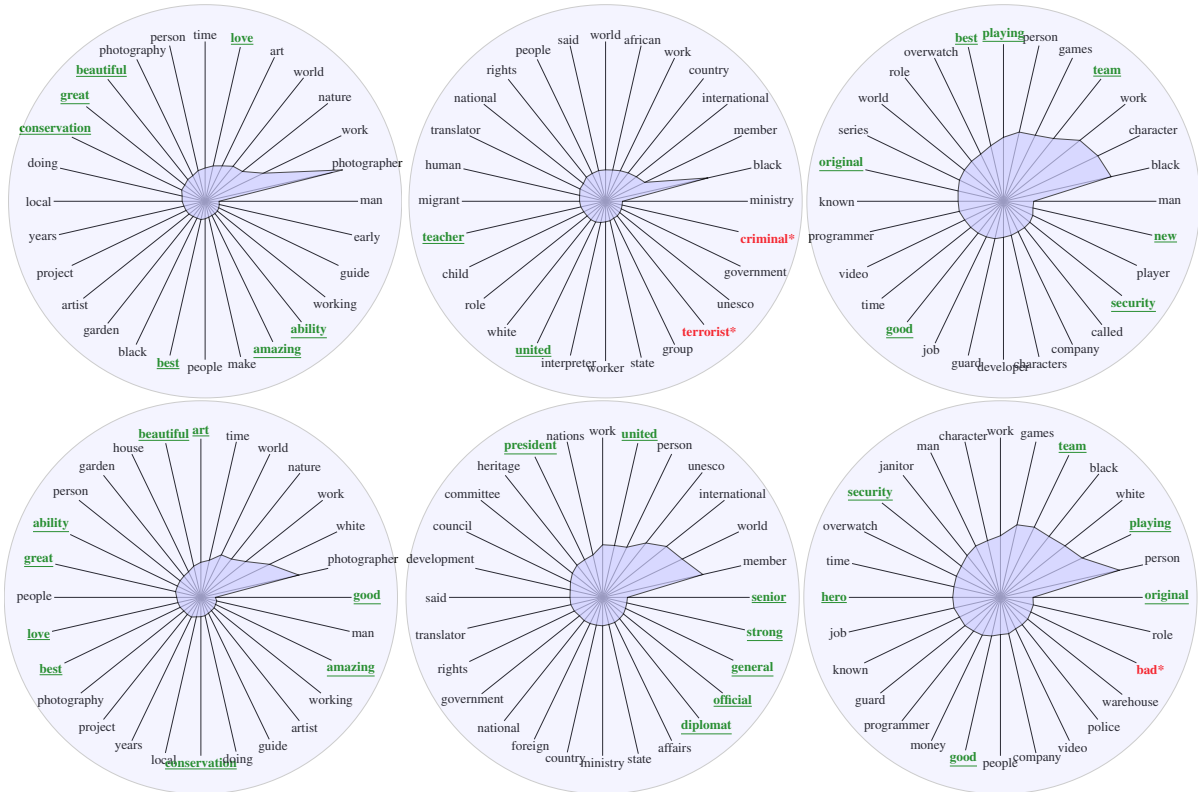 time
love
art
world
nature
work
photographer
man
early
guide
working
ability
amazing
make
people
best
black
garden
artist
project
years
local
doing
conservation
great
beautiful
photography
person
world
african
work
country
international
member
black
ministry
criminal*
government
unesco
terrorist*
group
state
worker
interpreter
united
white
role
child
teacher
migrant
human
translator
national
rights
people
said
playing
person
games
team
work
character
black
man
new
player
security
called
company
characters
developer
guard
job
good
time
video
programmer
known
original
series
world
role
overwatch
best
art
time
world
nature
work
white
photographer
good
man
amazing
working
artist
guide
doing
conservation
local
years
project
photography
best
love
people
great
ability
person
garden
house
beautiful
work
united
person
unesco
international
world
member
senior
strong
general
official
diplomat
affairs
state
ministry
country
foreign
national
government
rights
translator
said
development
council
committee
heritage
president
nations
work
games
team
black
white
playing
person
original
role
bad*
warehouse
police
video
company
people
good
money
programmer
guard
known
job
hero
time
overwatch
security
janitor
man
character